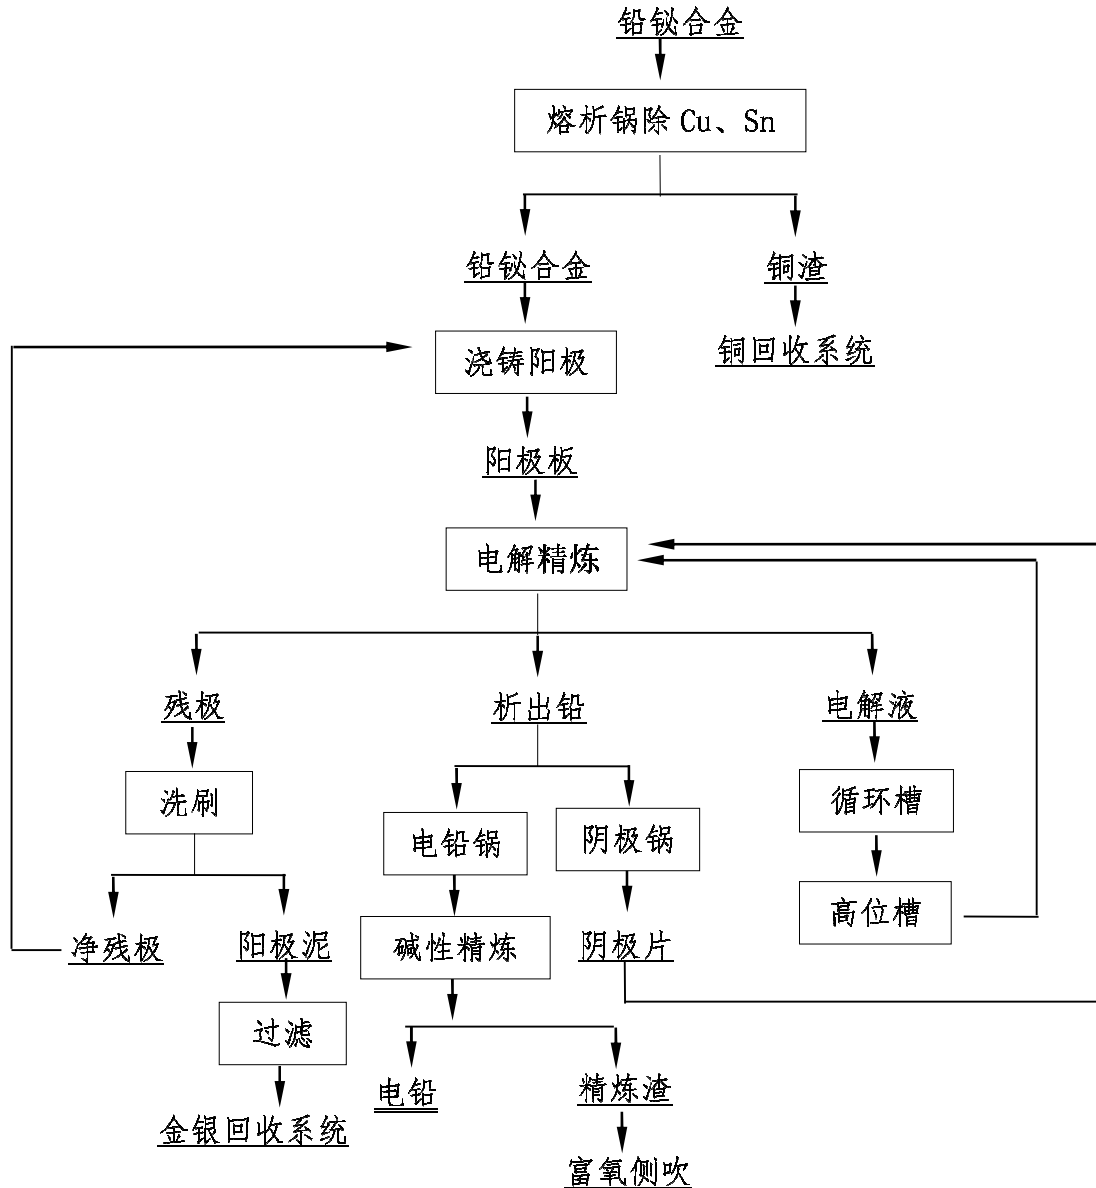 铅铋合金
熔析锅除 Cu、Sn
铅铋合金
铜渣
铜回收系统
浇铸阳极
阳极板
电解精炼
残极
析出铅
电解液
洗刷
电铅锅
阴极锅
循环槽
高位槽
净残极
阳极泥
碱性精炼
阴极片
过滤
电铅
精炼渣
金银回收系统
富氧侧吹